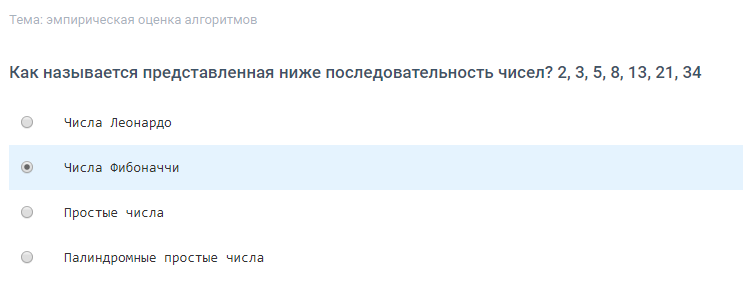 Тема: эмпирическая оценка алгоритмов
Как называется представленная ниже последовательность чисел? 2, 3, 5, 8, 13, 21, 34
Числа Леонардо
Числа Фибоначчи
Простые числа
Палиндромные простые числа